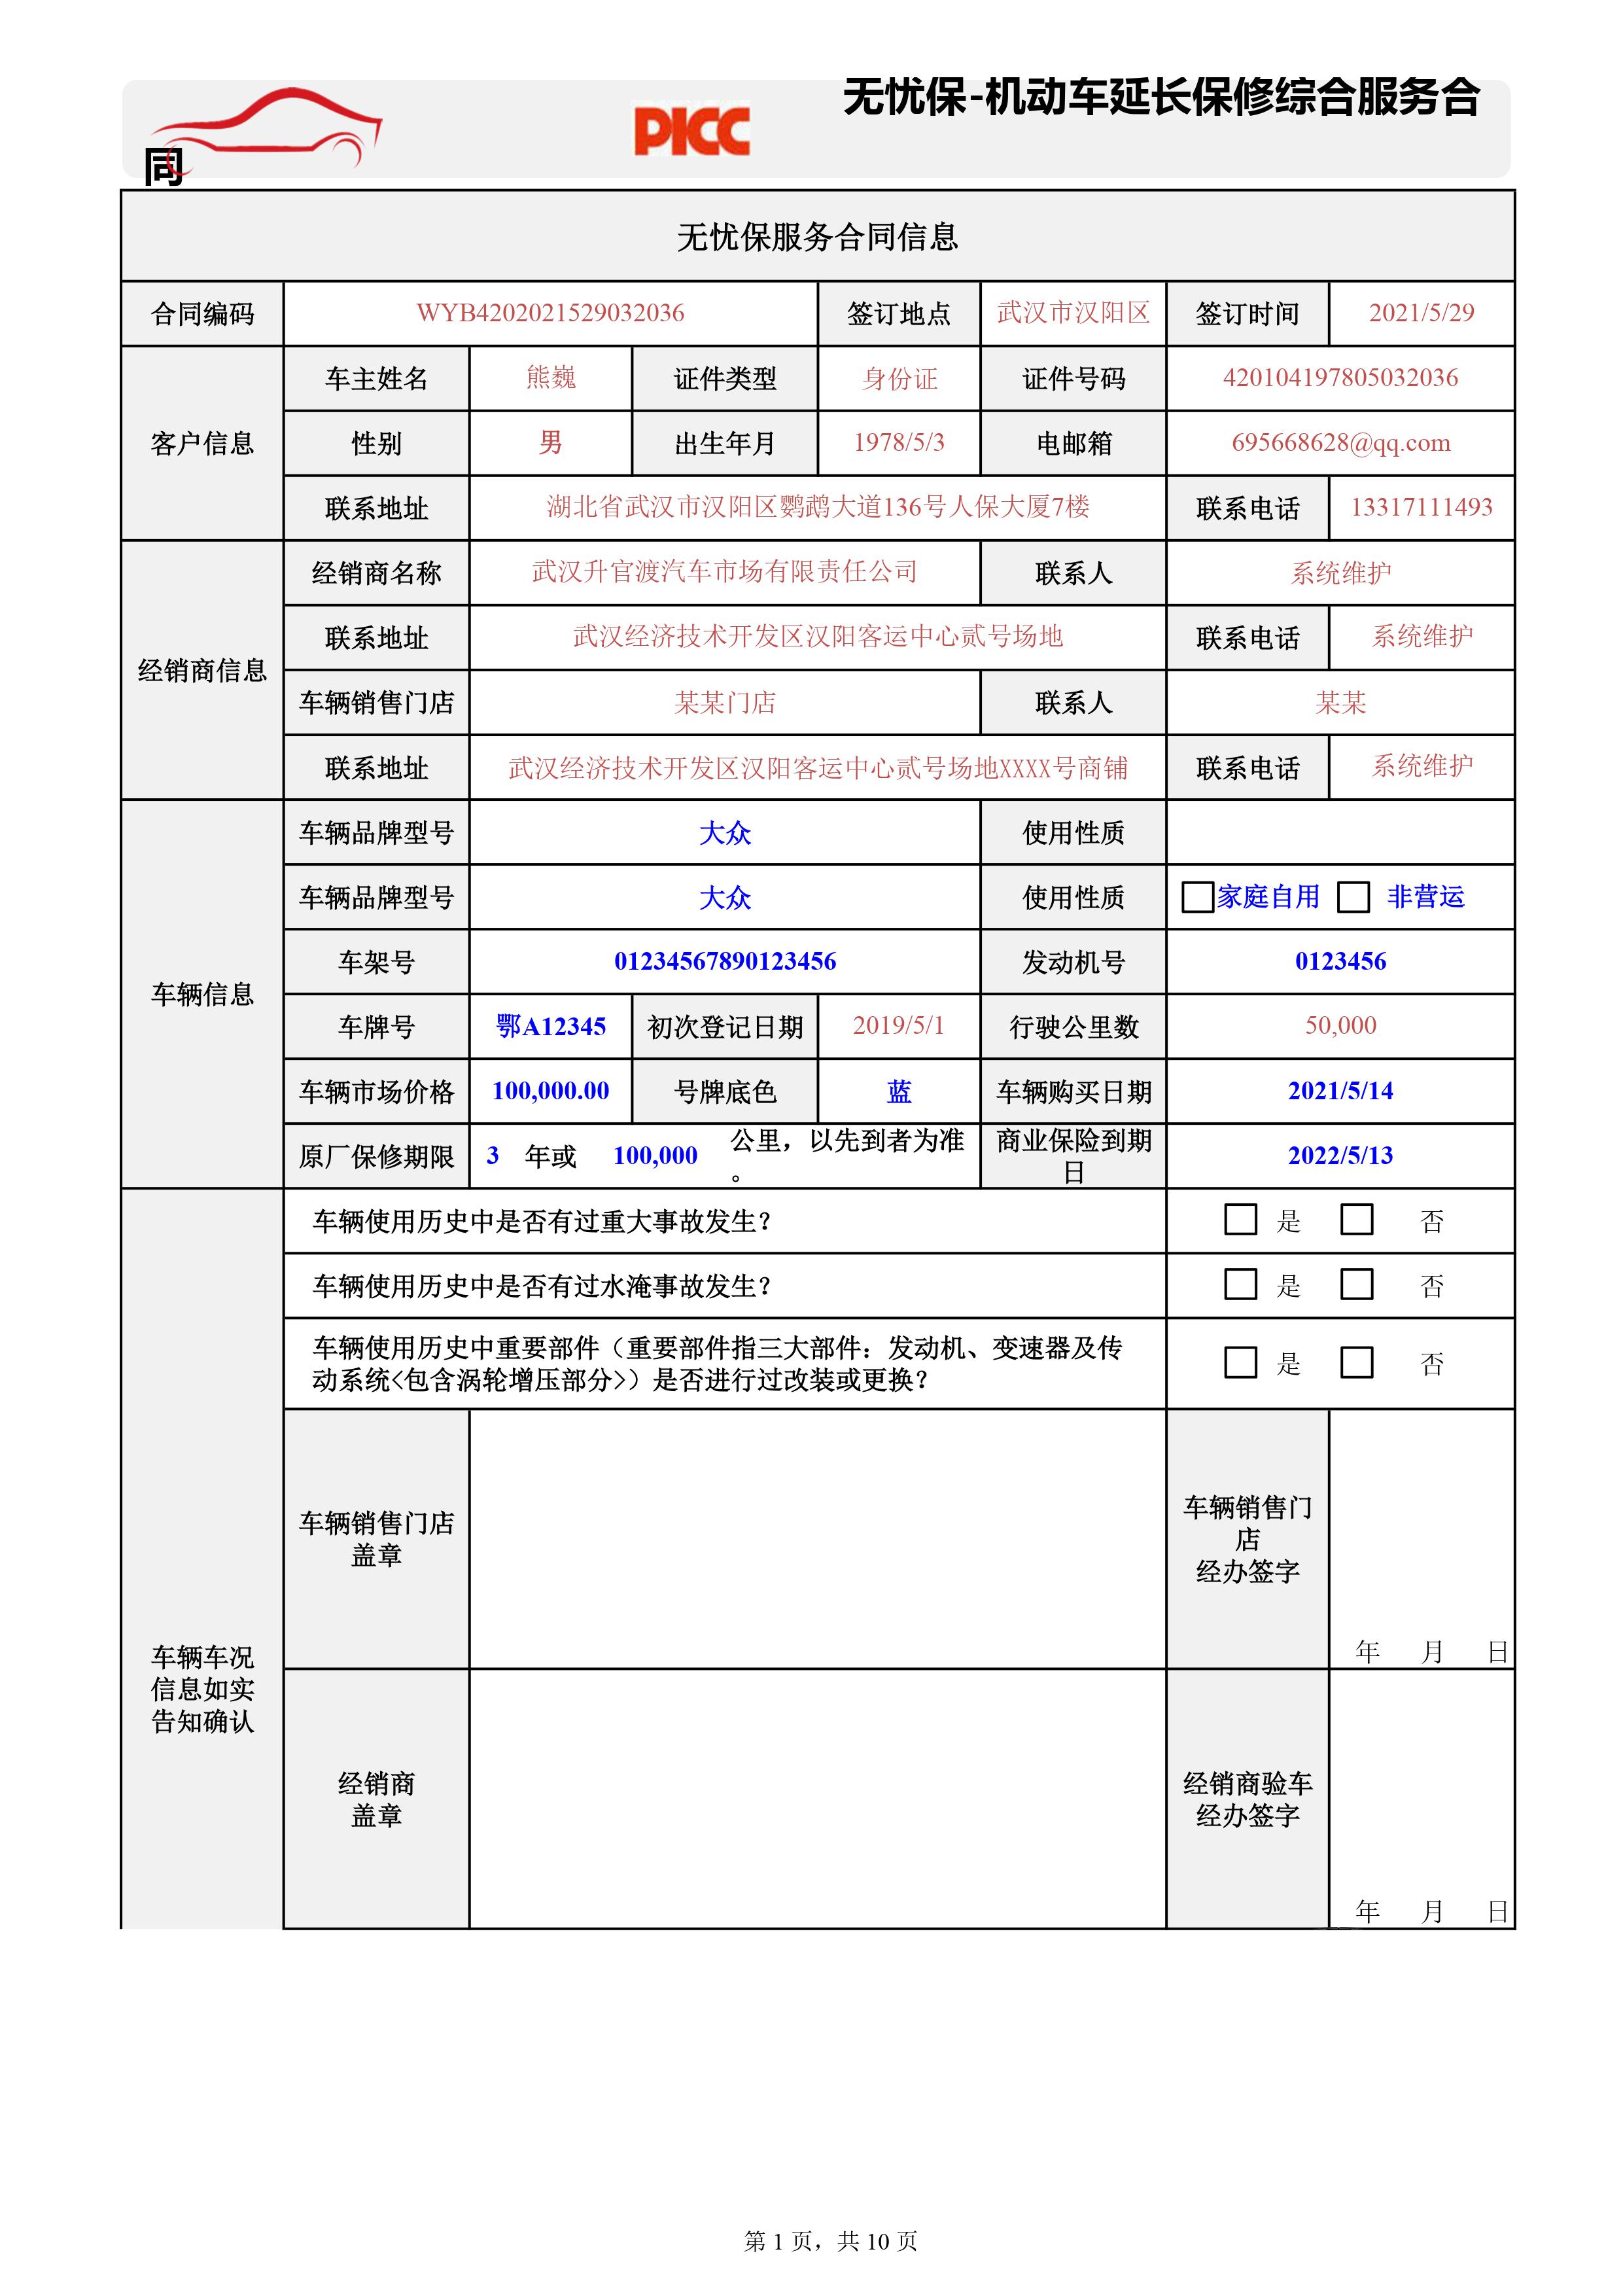 无忧保-机动车延长保修综合服务合
同
PICC
无忧保服务合同信息
合同编码 WYB4202021529032036 签订地点 武汉市汉阳区 签订时间 2021/5/29
客户信息
车主姓名 熊巍 证件类型 身份证 证件号码 420104197805032036
性别 男 出生年月 1978/5/3 电邮箱 695668628@qq.com
联系地址 湖北省武汉市汉阳区鹦鹉大道136号人保大厦7楼 联系电话 13317111493
经销商信息
经销商名称 武汉升官渡汽车市场有限责任公司 联系人 系统维护
联系地址 武汉经济技术开发区汉阳客运中心贰号场地 联系电话 系统维护
车辆销售门店 某某门店 联系人 某某
联系地址 武汉经济技术开发区汉阳客运中心贰号场地XXXX号商铺 联系电话 系统维护
车辆信息
车辆品牌型号 大众 使用性质
车辆品牌型号 大众 使用性质 家庭自用 非营运
车架号 01234567890123456 发动机号 0123456
车牌号 鄂A12345 初次登记日期 2019/5/1 行驶公里数 50,000
车辆市场价格 100,000.00 号牌底色 蓝 车辆购买日期 2021/5/14
原厂保修期限 3 年或 100,000 公里，以先到者为准
。
商业保险到期
日
2022/5/13
车辆车况
信息如实
告知确认
车辆使用历史中是否有过重大事故发生？ 是 否
车辆使用历史中是否有过水淹事故发生？ 是 否
车辆使用历史中重要部件（重要部件指三大部件：发动机、变速器及传
动系统<包含涡轮增压部分>）是否进行过改装或更换？
是 否
车辆销售门店
盖章
车辆销售门
店
经办签字
年 月 日
经销商
盖章
经销商验车
经办签字
年 月 日
第 1 页，共 10 页